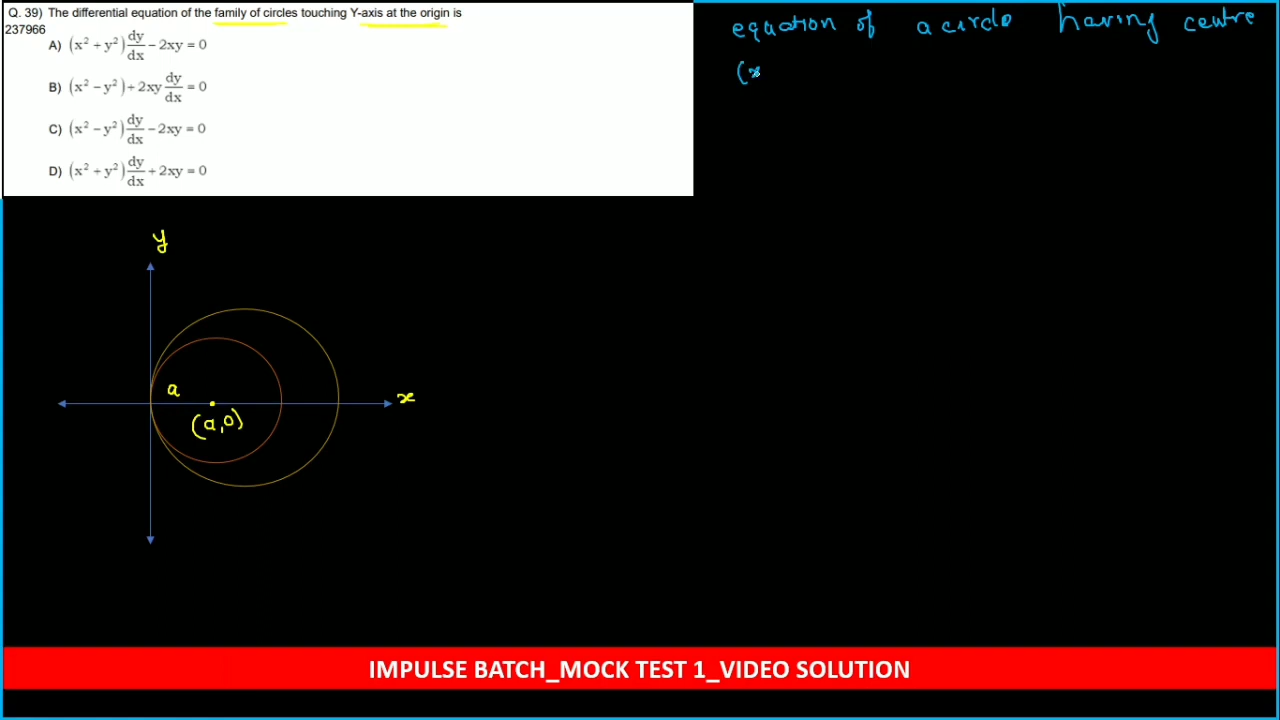 Q. 39) The differential equation of the family of circles touching Y-axis at the origin is
237966
A) (x² + y²) dy/dx − 2xy = 0
B) (x² − y²) + 2xy dy/dx = 0
C) (x² − y²) dy/dx − 2xy = 0
D) (x² + y²) dy/dx + 2xy = 0
equation of a circle having centre
(x
y
a
x
(a,0)
IMPULSE BATCH_MOCK TEST 1_VIDEO SOLUTION